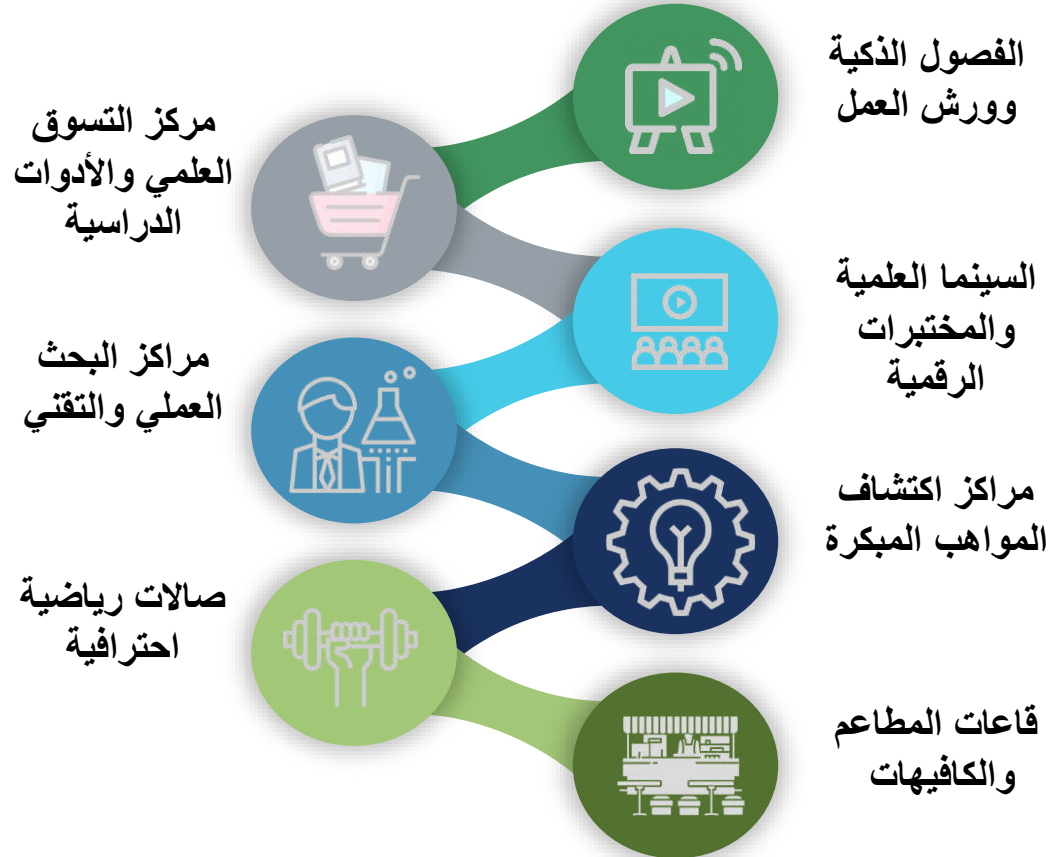 الفصول الذكية
وورش العمل
مركز التسوق
العلمي والأدوات
الدراسية
السينما العلمية
والمختبرات
الرقمية
مراكز البحث
العملي والتقني
مراكز اكتشاف
المواهب المبكرة
صالات رياضية
احترافية
قاعات المطاعم
والكافيهات